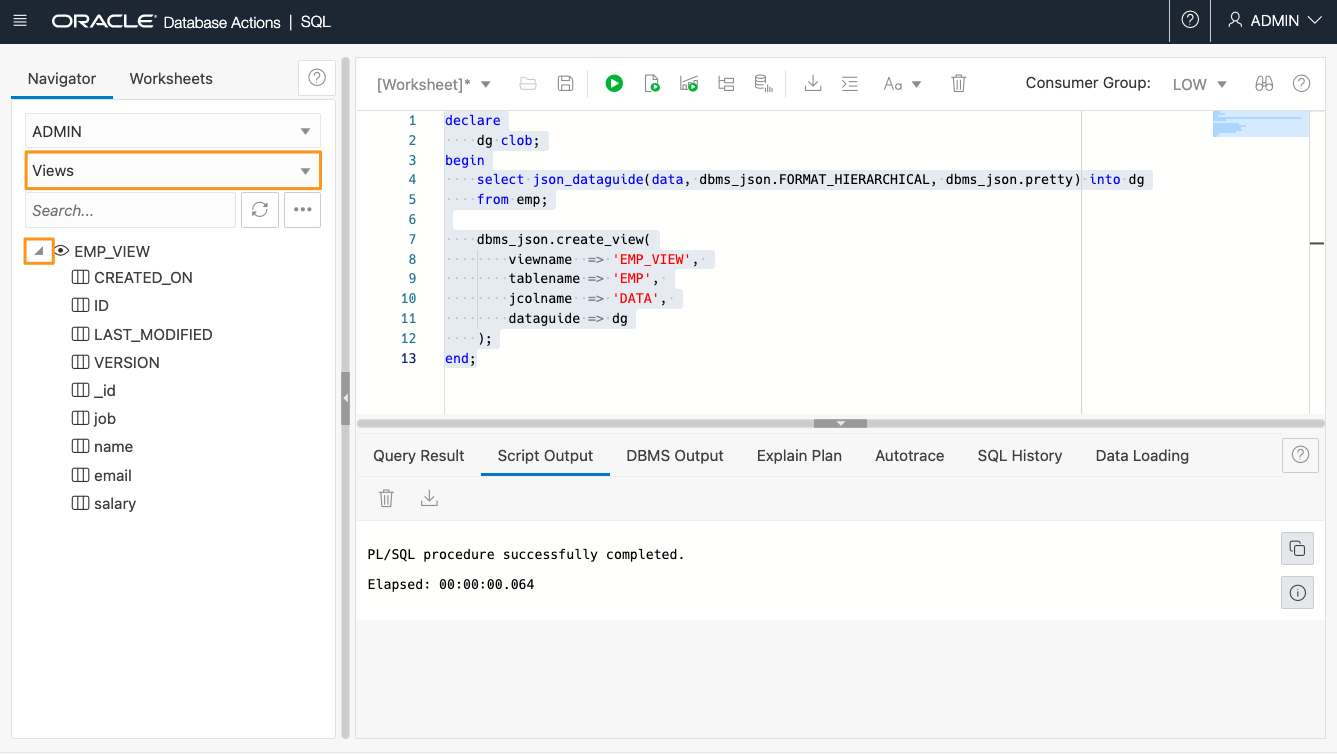 ORACLE Database Actions | SQL
ADMIN
Navigator
Worksheets
ADMIN
Views
Search...
EMP_VIEW
CREATED_ON
ID
LAST_MODIFIED
VERSION
_id
job
name
email
salary
[Worksheet]*
Aa
Consumer Group: LOW
1 declare
2 dg clob;
3 begin
4 select json_dataguide(data, dbms_json.FORMAT_HIERARCHICAL, dbms_json.pretty) into dg
5 from emp;
6
7 dbms_json.create_view(
8 viewname => 'EMP_VIEW',
9 tablename => 'EMP',
10 jcolname => 'DATA',
11 dataguide => dg
12 );
13 end;
Query Result
Script Output
DBMS Output
Explain Plan
Autotrace
SQL History
Data Loading
PL/SQL procedure successfully completed.
Elapsed: 00:00:00.064